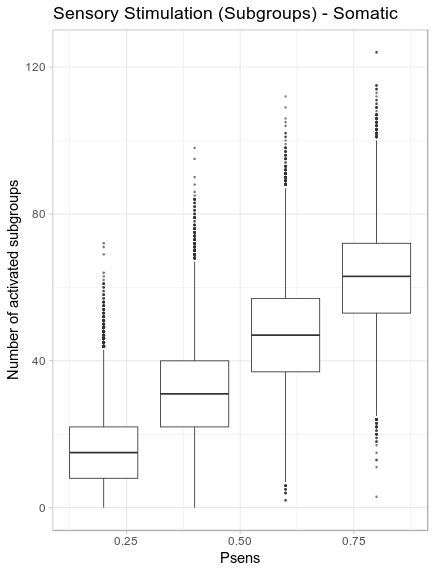 Sensory Stimulation (Subgroups) - Somatic
120
80
40
0
Number of activated subgroups
0.25 0.50 0.75
Psens